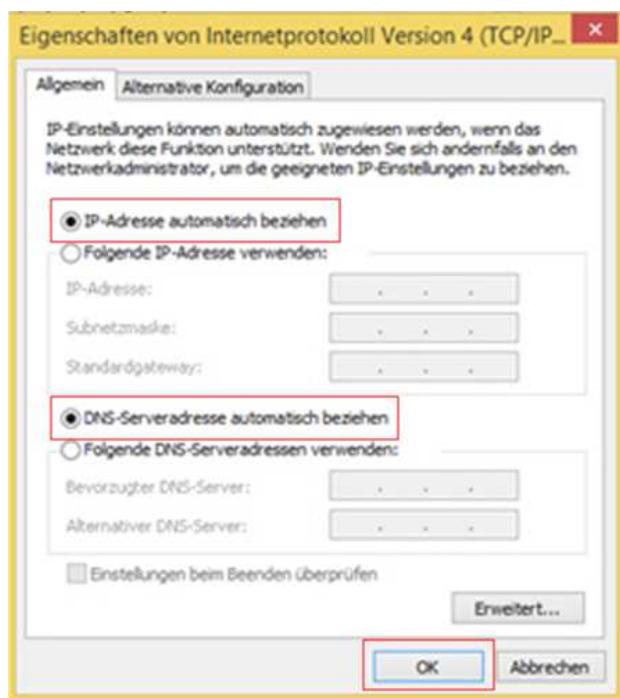 Eigenschaften von Internetprotokoll Version 4 (TCP/IP...
Allgemein Alternative Konfiguration
IP-Einstellungen können automatisch zugewiesen werden, wenn das
Netzwerk diese Funktion unterstützt. Wenden Sie sich andernfalls an den
Netzwerkadministrator, um die geeigneten IP-Einstellungen zu beziehen.
IP-Adresse automatisch beziehen
Folgende IP-Adresse verwenden:
IP-Adresse:
Subnetzmaske:
Standardgateway:
DNS-Serveradresse automatisch beziehen
Folgende DNS-Serveradressen verwenden:
Bevorzugter DNS-Server:
Alternativer DNS-Server:
Einstellungen beim Beenden überprüfen
Erweitert...
OK Abbrechen